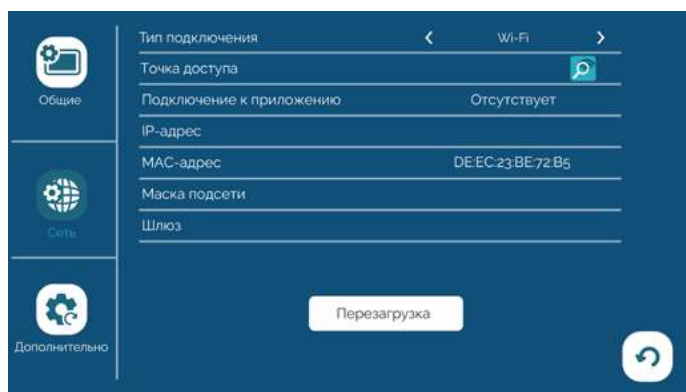 Общие
Сеть
Дополнительно
Тип подключения Wi-Fi
Точка доступа
Подключение к приложению Отсутствует
IP-адрес
MAC-адрес DE:EC:23:BE:72:B5
Маска подсети
Шлюз
Перезагрузка